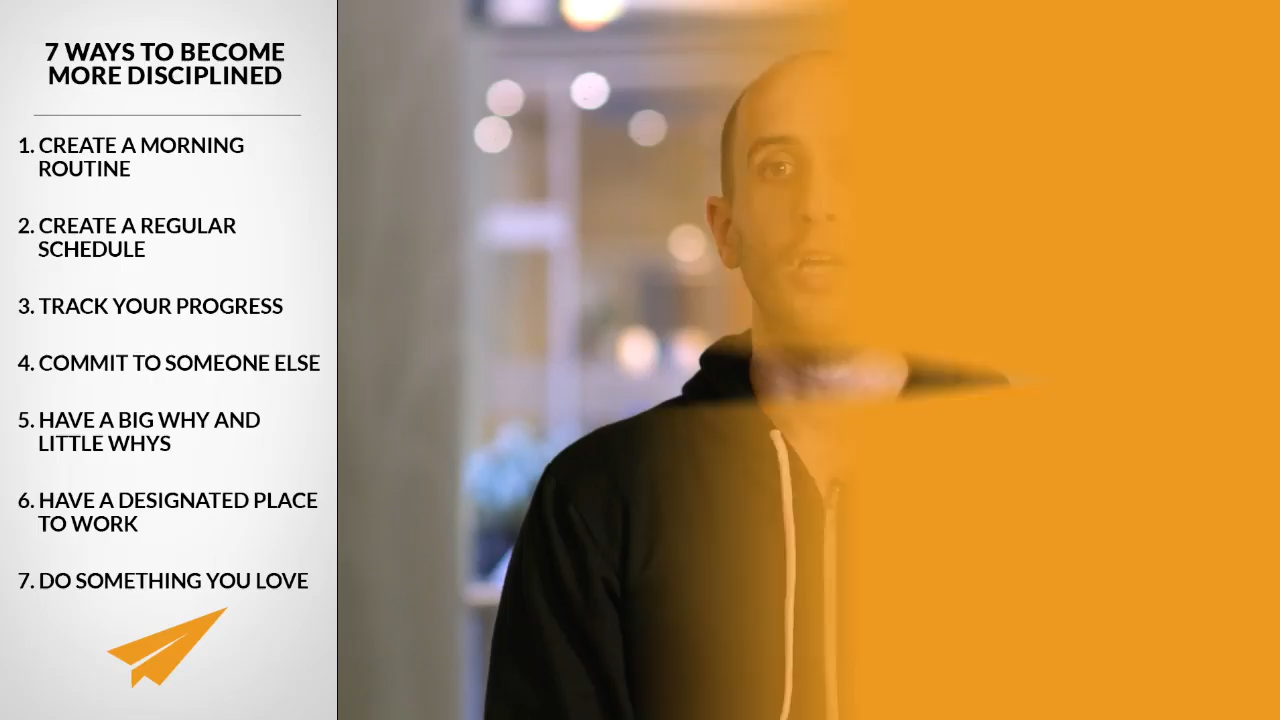 7 WAYS TO BECOME
MORE DISCIPLINED
1. CREATE A MORNING
ROUTINE
2. CREATE A REGULAR
SCHEDULE
3. TRACK YOUR PROGRESS
4. COMMIT TO SOMEONE ELSE
5. HAVE A BIG WHY AND
LITTLE WHYS
6. HAVE A DESIGNATED PLACE
TO WORK
7. DO SOMETHING YOU LOVE